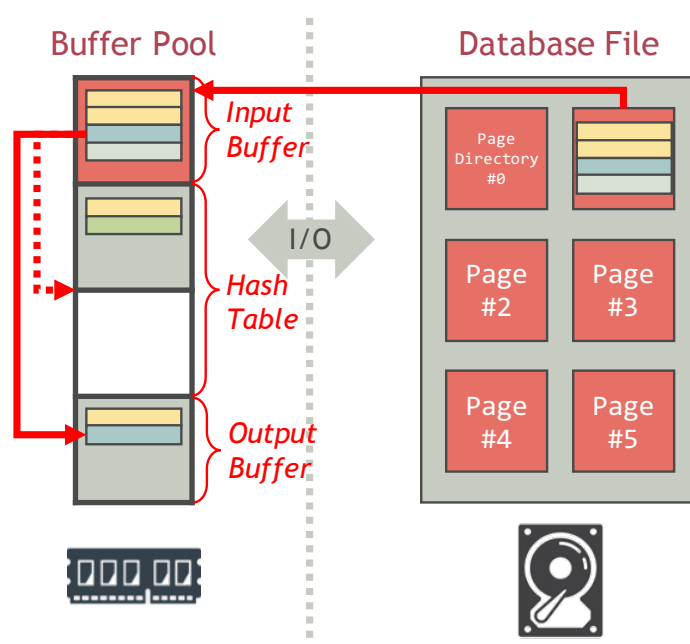 Buffer Pool
Database File
Input
Buffer
Page
Directory
#0
I/O
Hash
Table
Page
#2
Page
#3
Output
Buffer
Page
#4
Page
#5